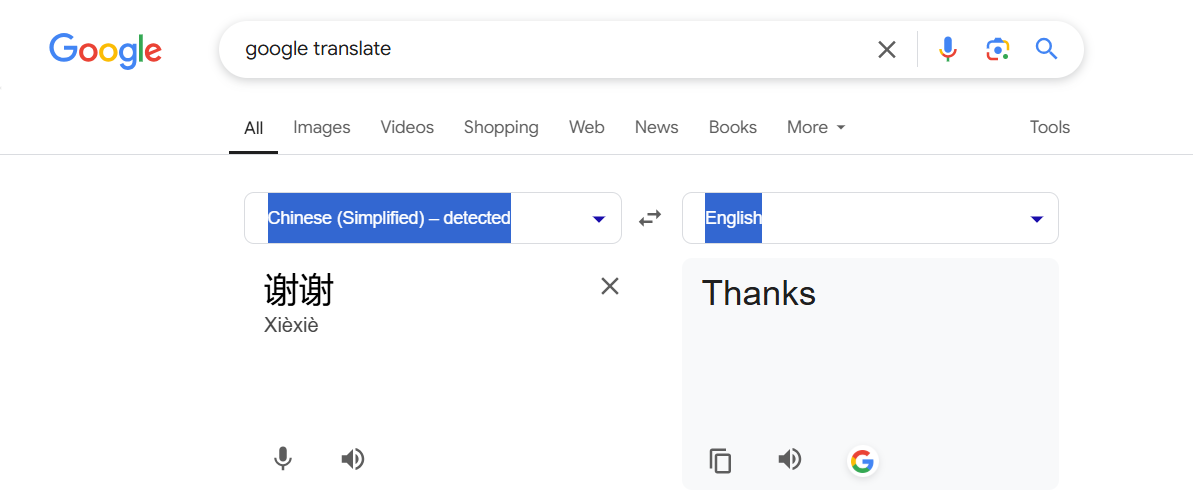 Google
google translate
All Images Videos Shopping Web News Books More Tools
Chinese (Simplified) – detected
English
谢谢
Xièxiè
Thanks
G